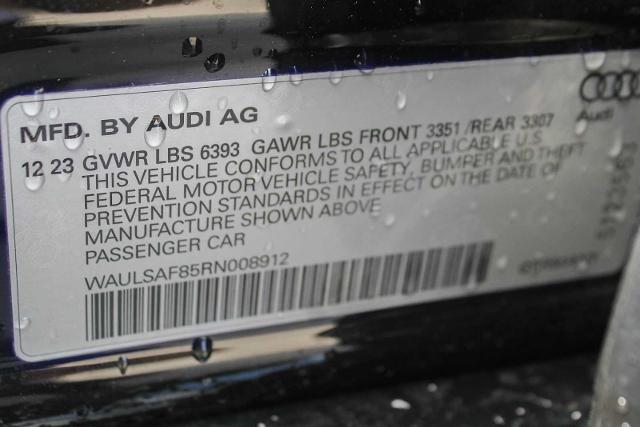 MFD. BY AUDI AG
Audi
12 23 GVWR LBS 6393 GAWR LBS FRONT 3351 /REAR 3307
THIS VEHICLE CONFORMS TO ALL APPLICABLE U.S
FEDERAL MOTOR VEHICLE SAFETY, BUMPER AND THEFT
PREVENTION STANDARDS IN EFFECT ON THE DATE OF
MANUFACTURE SHOWN ABOVE
PASSENGER CAR
WAULSAF85RN008912